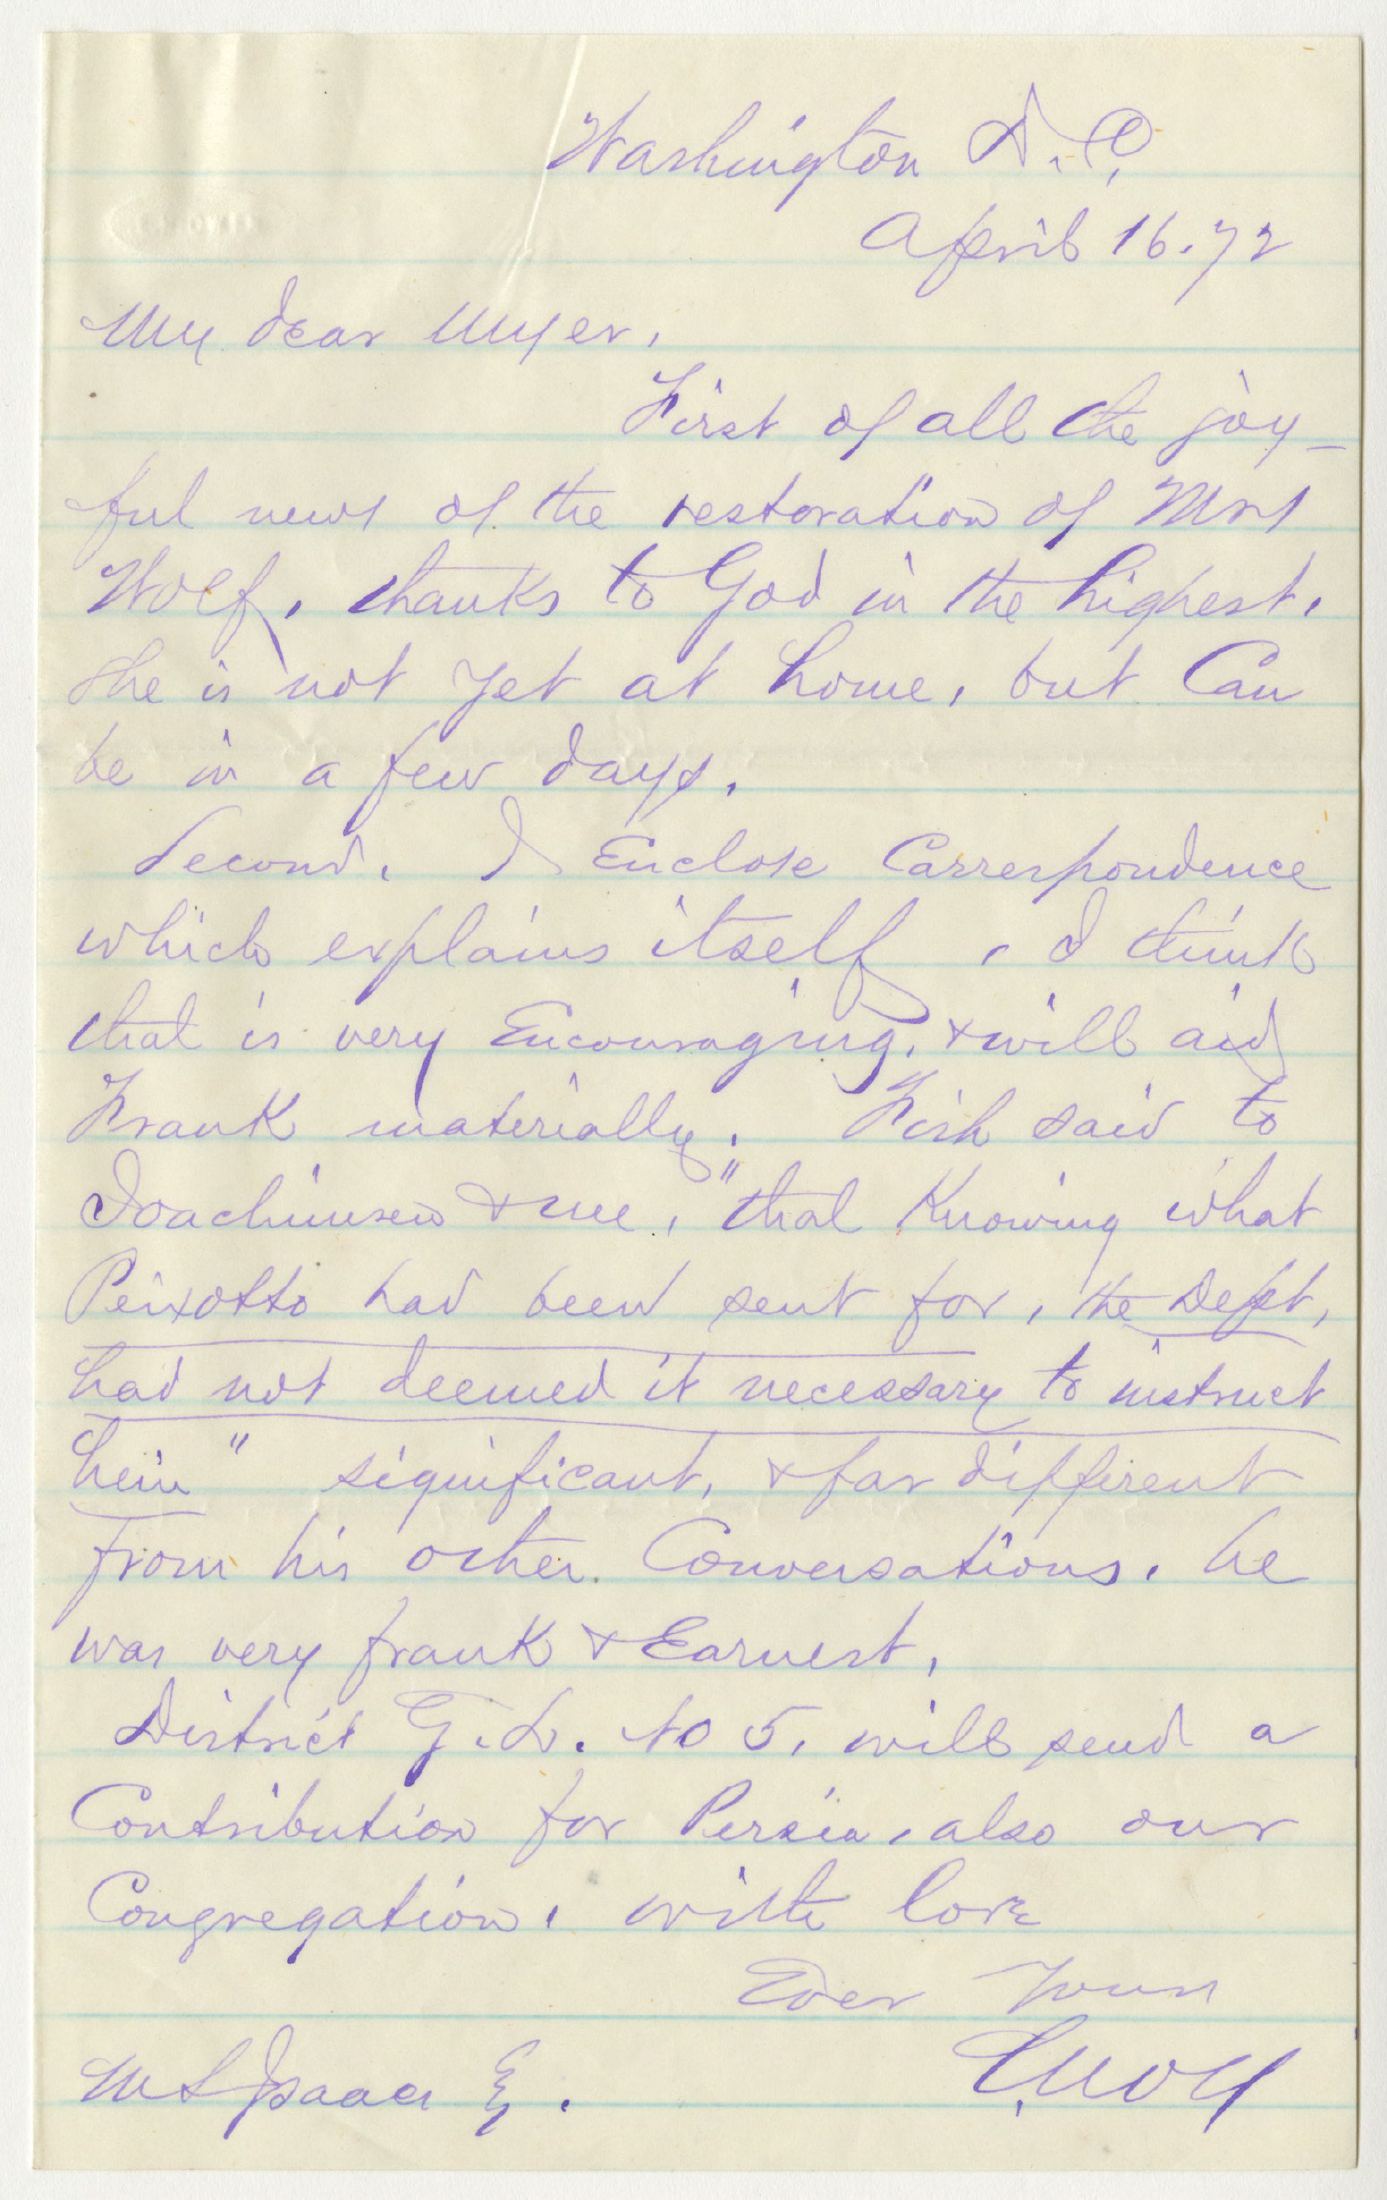 Washington D. C.
April 16. 72
My dear Myer.
First of all the joy-
ful news of the restoration of Mrs
Wolf, thanks to God in the highest.
She is not yet at home, but Can
be in a few days.
Second. I Enclose Correspondence
which explains itself, I think
that is very Encouraging, & will aid
Frank materially. Fish said to
Joachimsen & me, "that Knowing what
Peixotto had been sent for, the Dept,
had not deemed it necessary to instruct
him" significant, & far different
from his other Conversations. he
was very frank & Earnest,
District G. L. No 5, will send a
Contribution for Persia, also our
Congregation. with love
Ever Yours
S. Wolf
M S Isaacs Es.